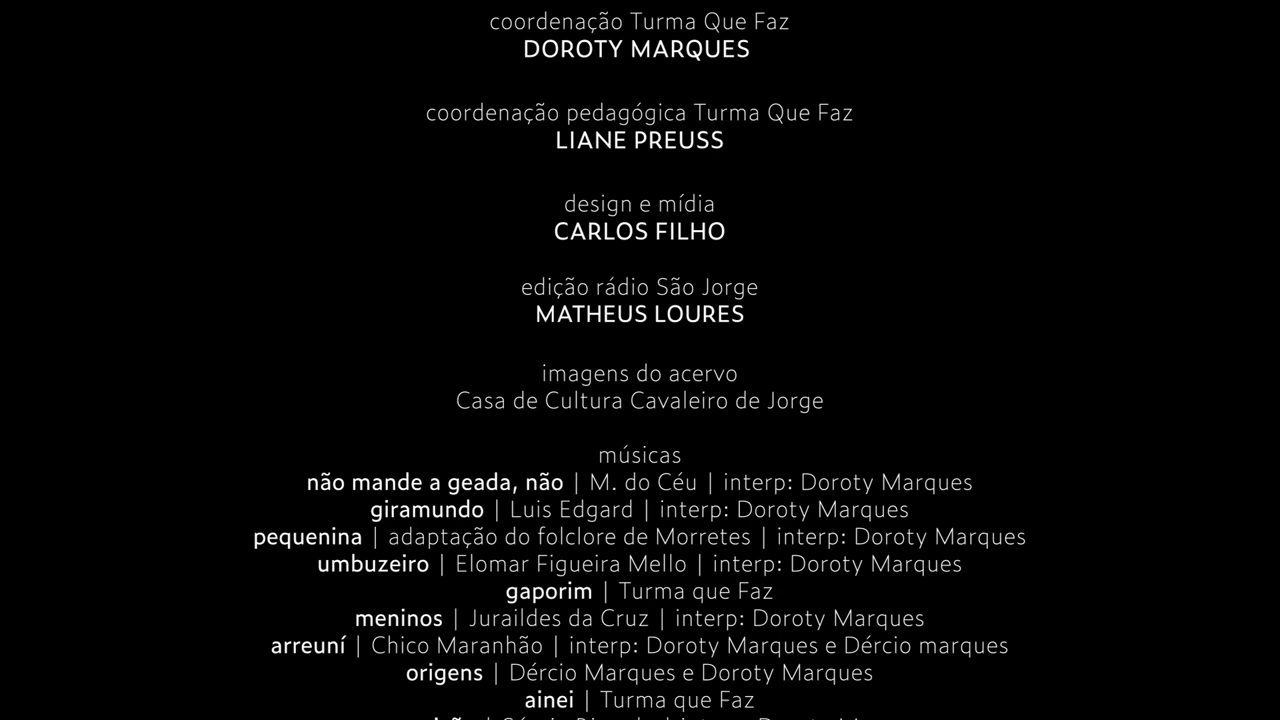 coordenação Turma Que Faz
DOROTY MARQUES
coordenação pedagógica Turma Que Faz
LIANE PREUSS
design e mídia
CARLOS FILHO
edição rádio São Jorge
MATHEUS LOURES
imagens do acervo
Casa de Cultura Cavaleiro de Jorge
músicas
não mande a geada, não | M. do Céu | interp: Doroty Marques
giramundo | Luis Edgard | interp: Doroty Marques
pequenina | adaptação do folclore de Morretes | interp: Doroty Marques
umbuzeiro | Elomar Figueira Mello | interp: Doroty Marques
gaporim | Turma que Faz
meninos | Juraildes da Cruz | interp: Doroty Marques
arreuní | Chico Maranhão | interp: Doroty Marques e Dércio marques
origens | Dércio Marques e Doroty Marques
ainei | Turma que Faz